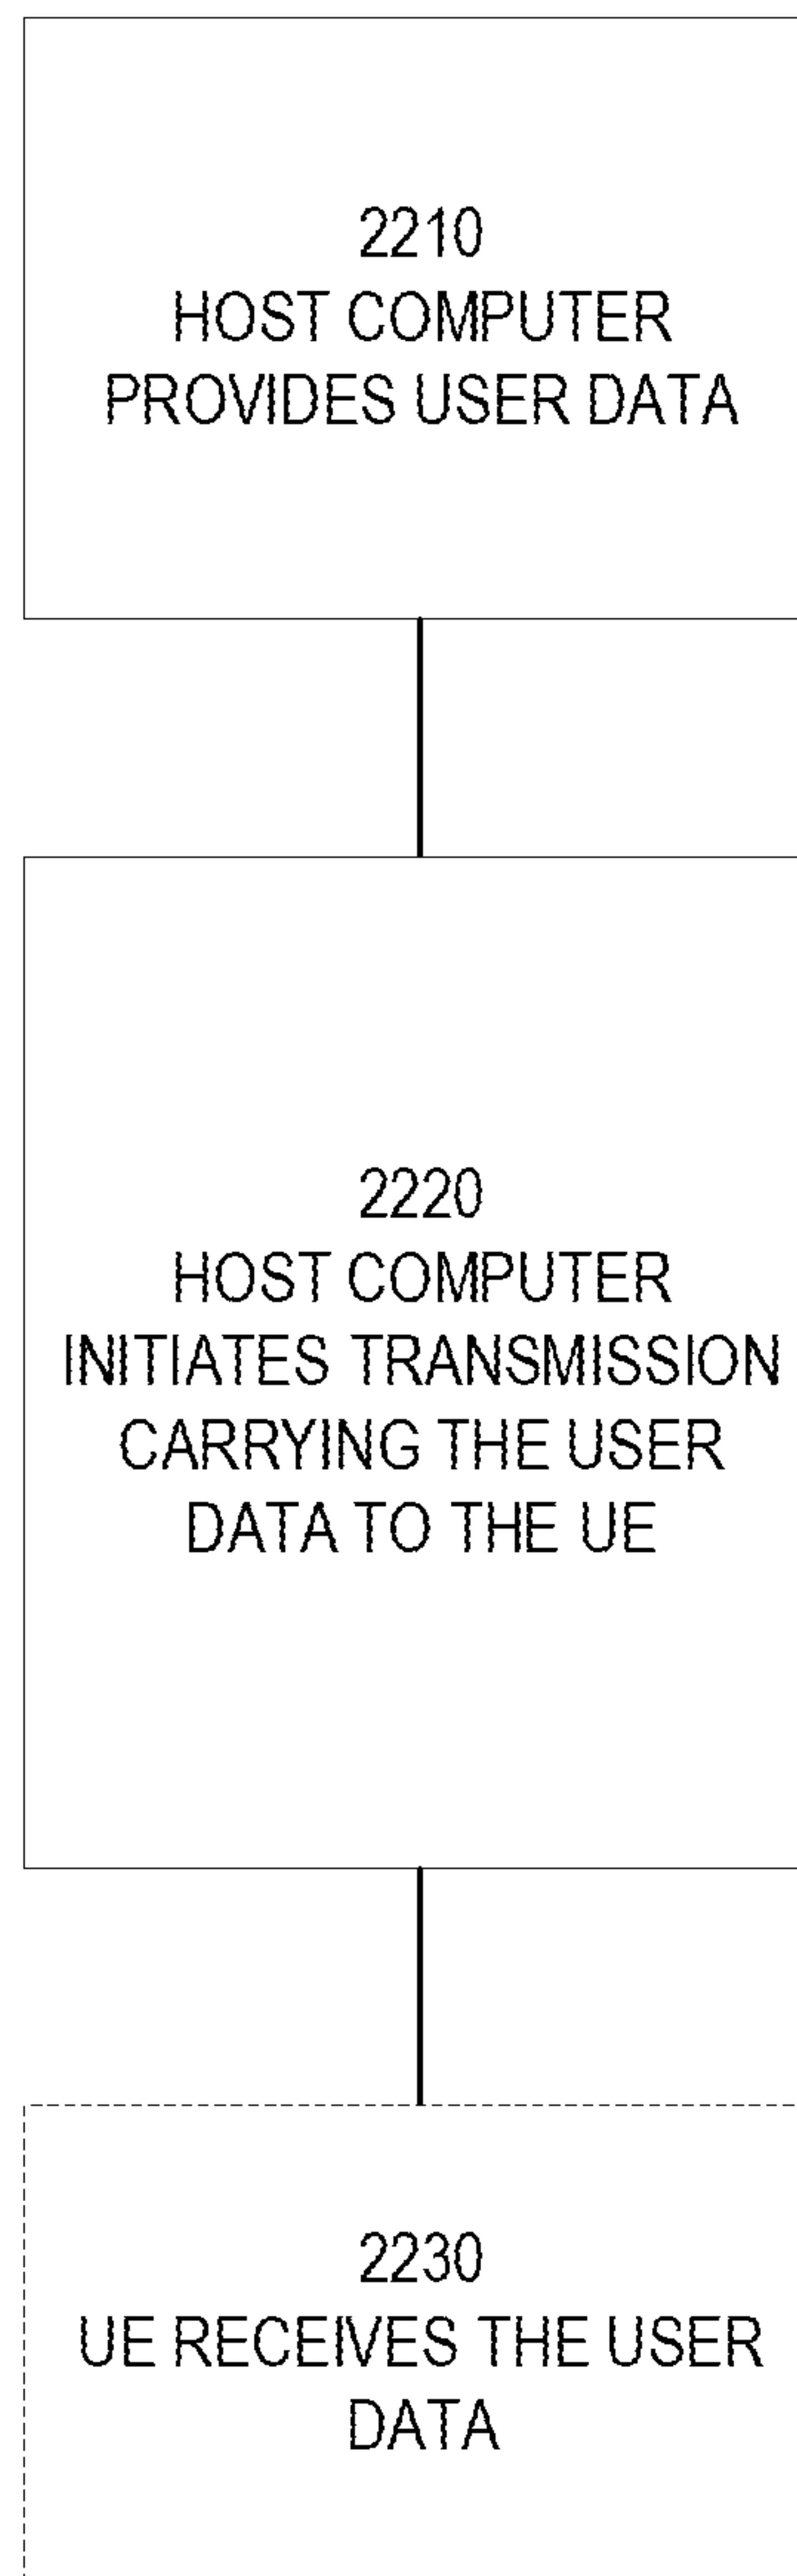 2210
HOST COMPUTER
PROVIDES USER DATA
2220
HOST COMPUTER
INITIATES TRANSMISSION
CARRYING THE USER
DATA TO THE UE
2230
UE RECEIVES THE USER
DATA